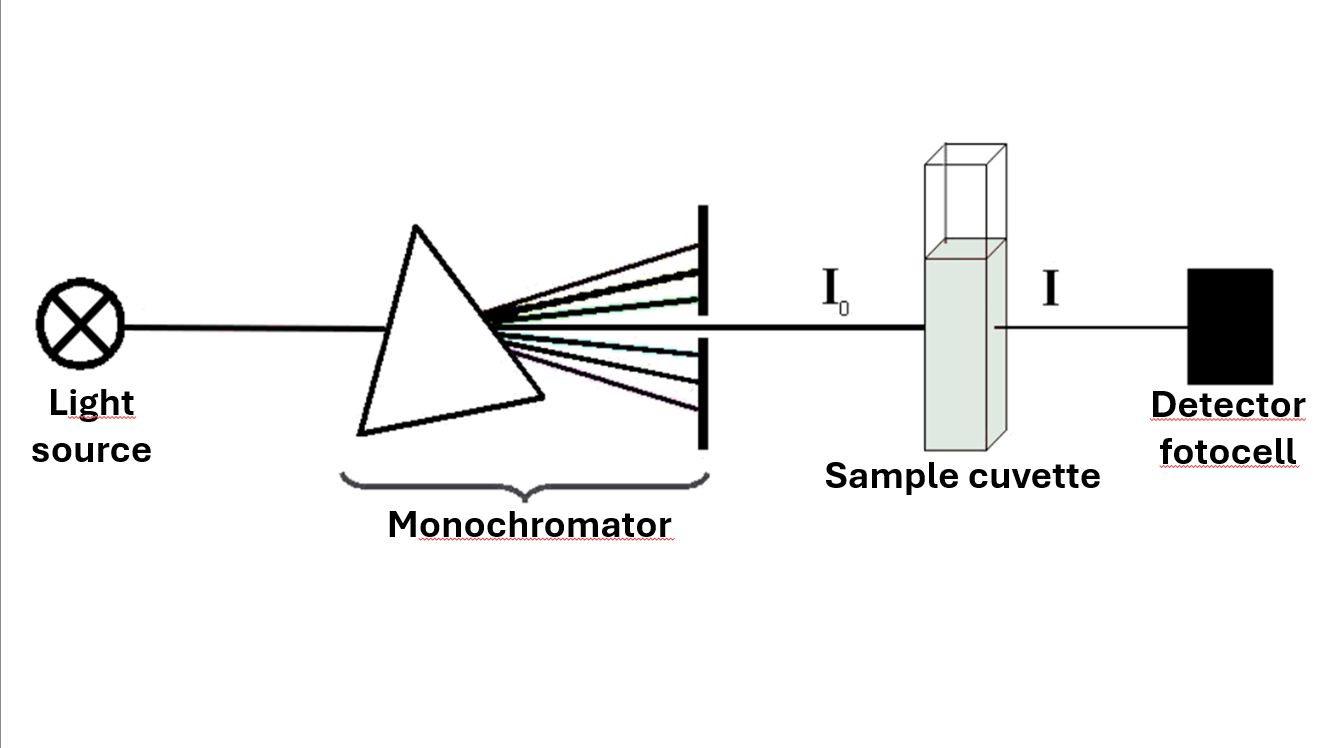 I₀
I
Light
source
Detector
fotocell
Sample cuvette
Monochromator